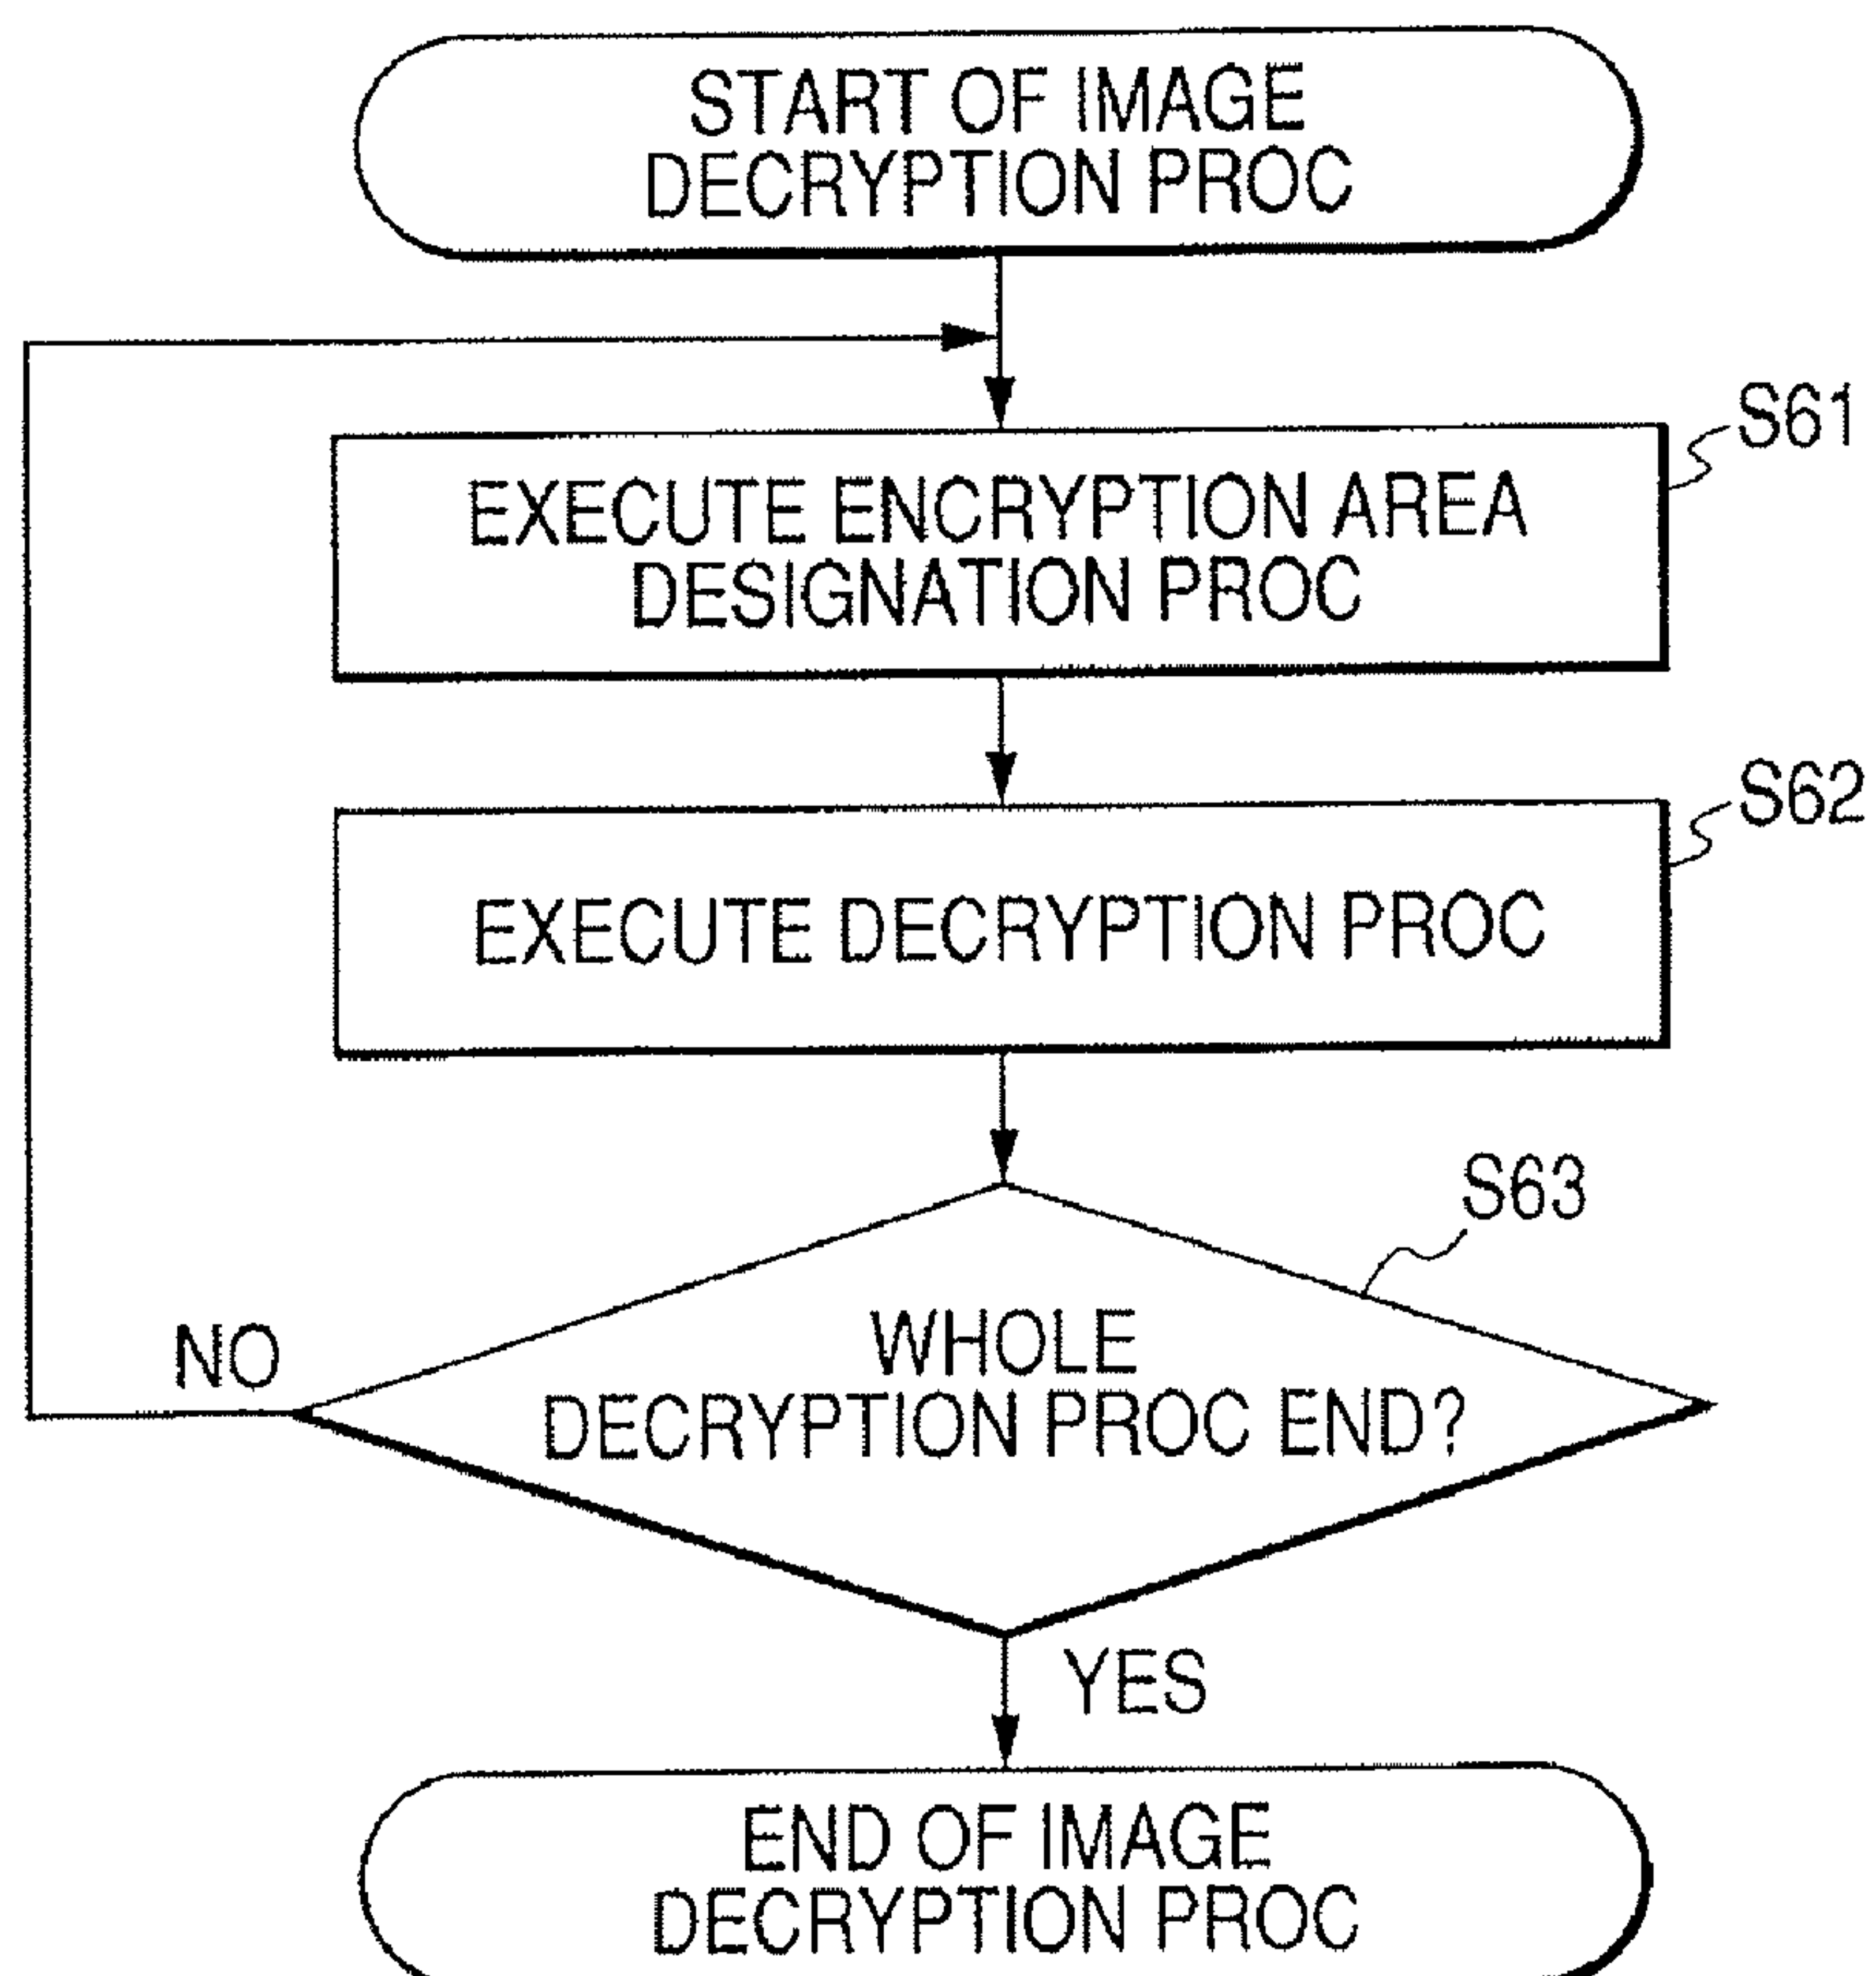 START OF IMAGE
DECRYPTION PROC
S61
EXECUTE ENCRYPTION AREA
DESIGNATION PROC
S62
EXECUTE DECRYPTION PROC
S63
WHOLE
DECRYPTION PROC END?
NO
YES
END OF IMAGE
DECRYPTION PROC